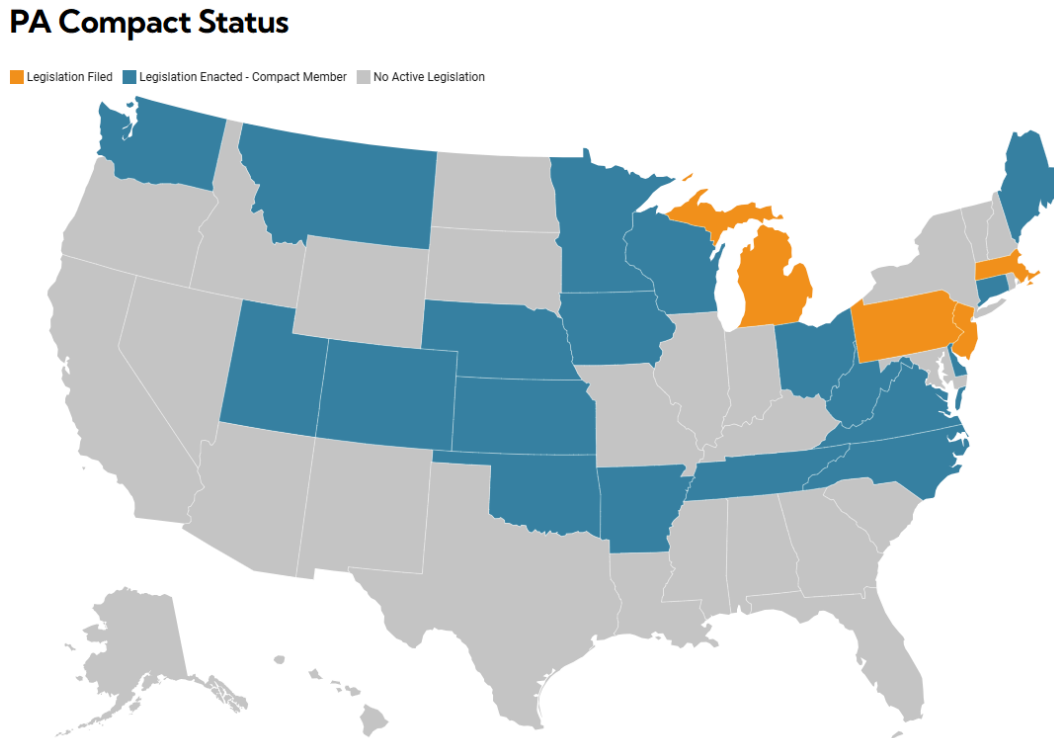 PA Compact Status
Legislation Filed Legislation Enacted - Compact Member No Active Legislation